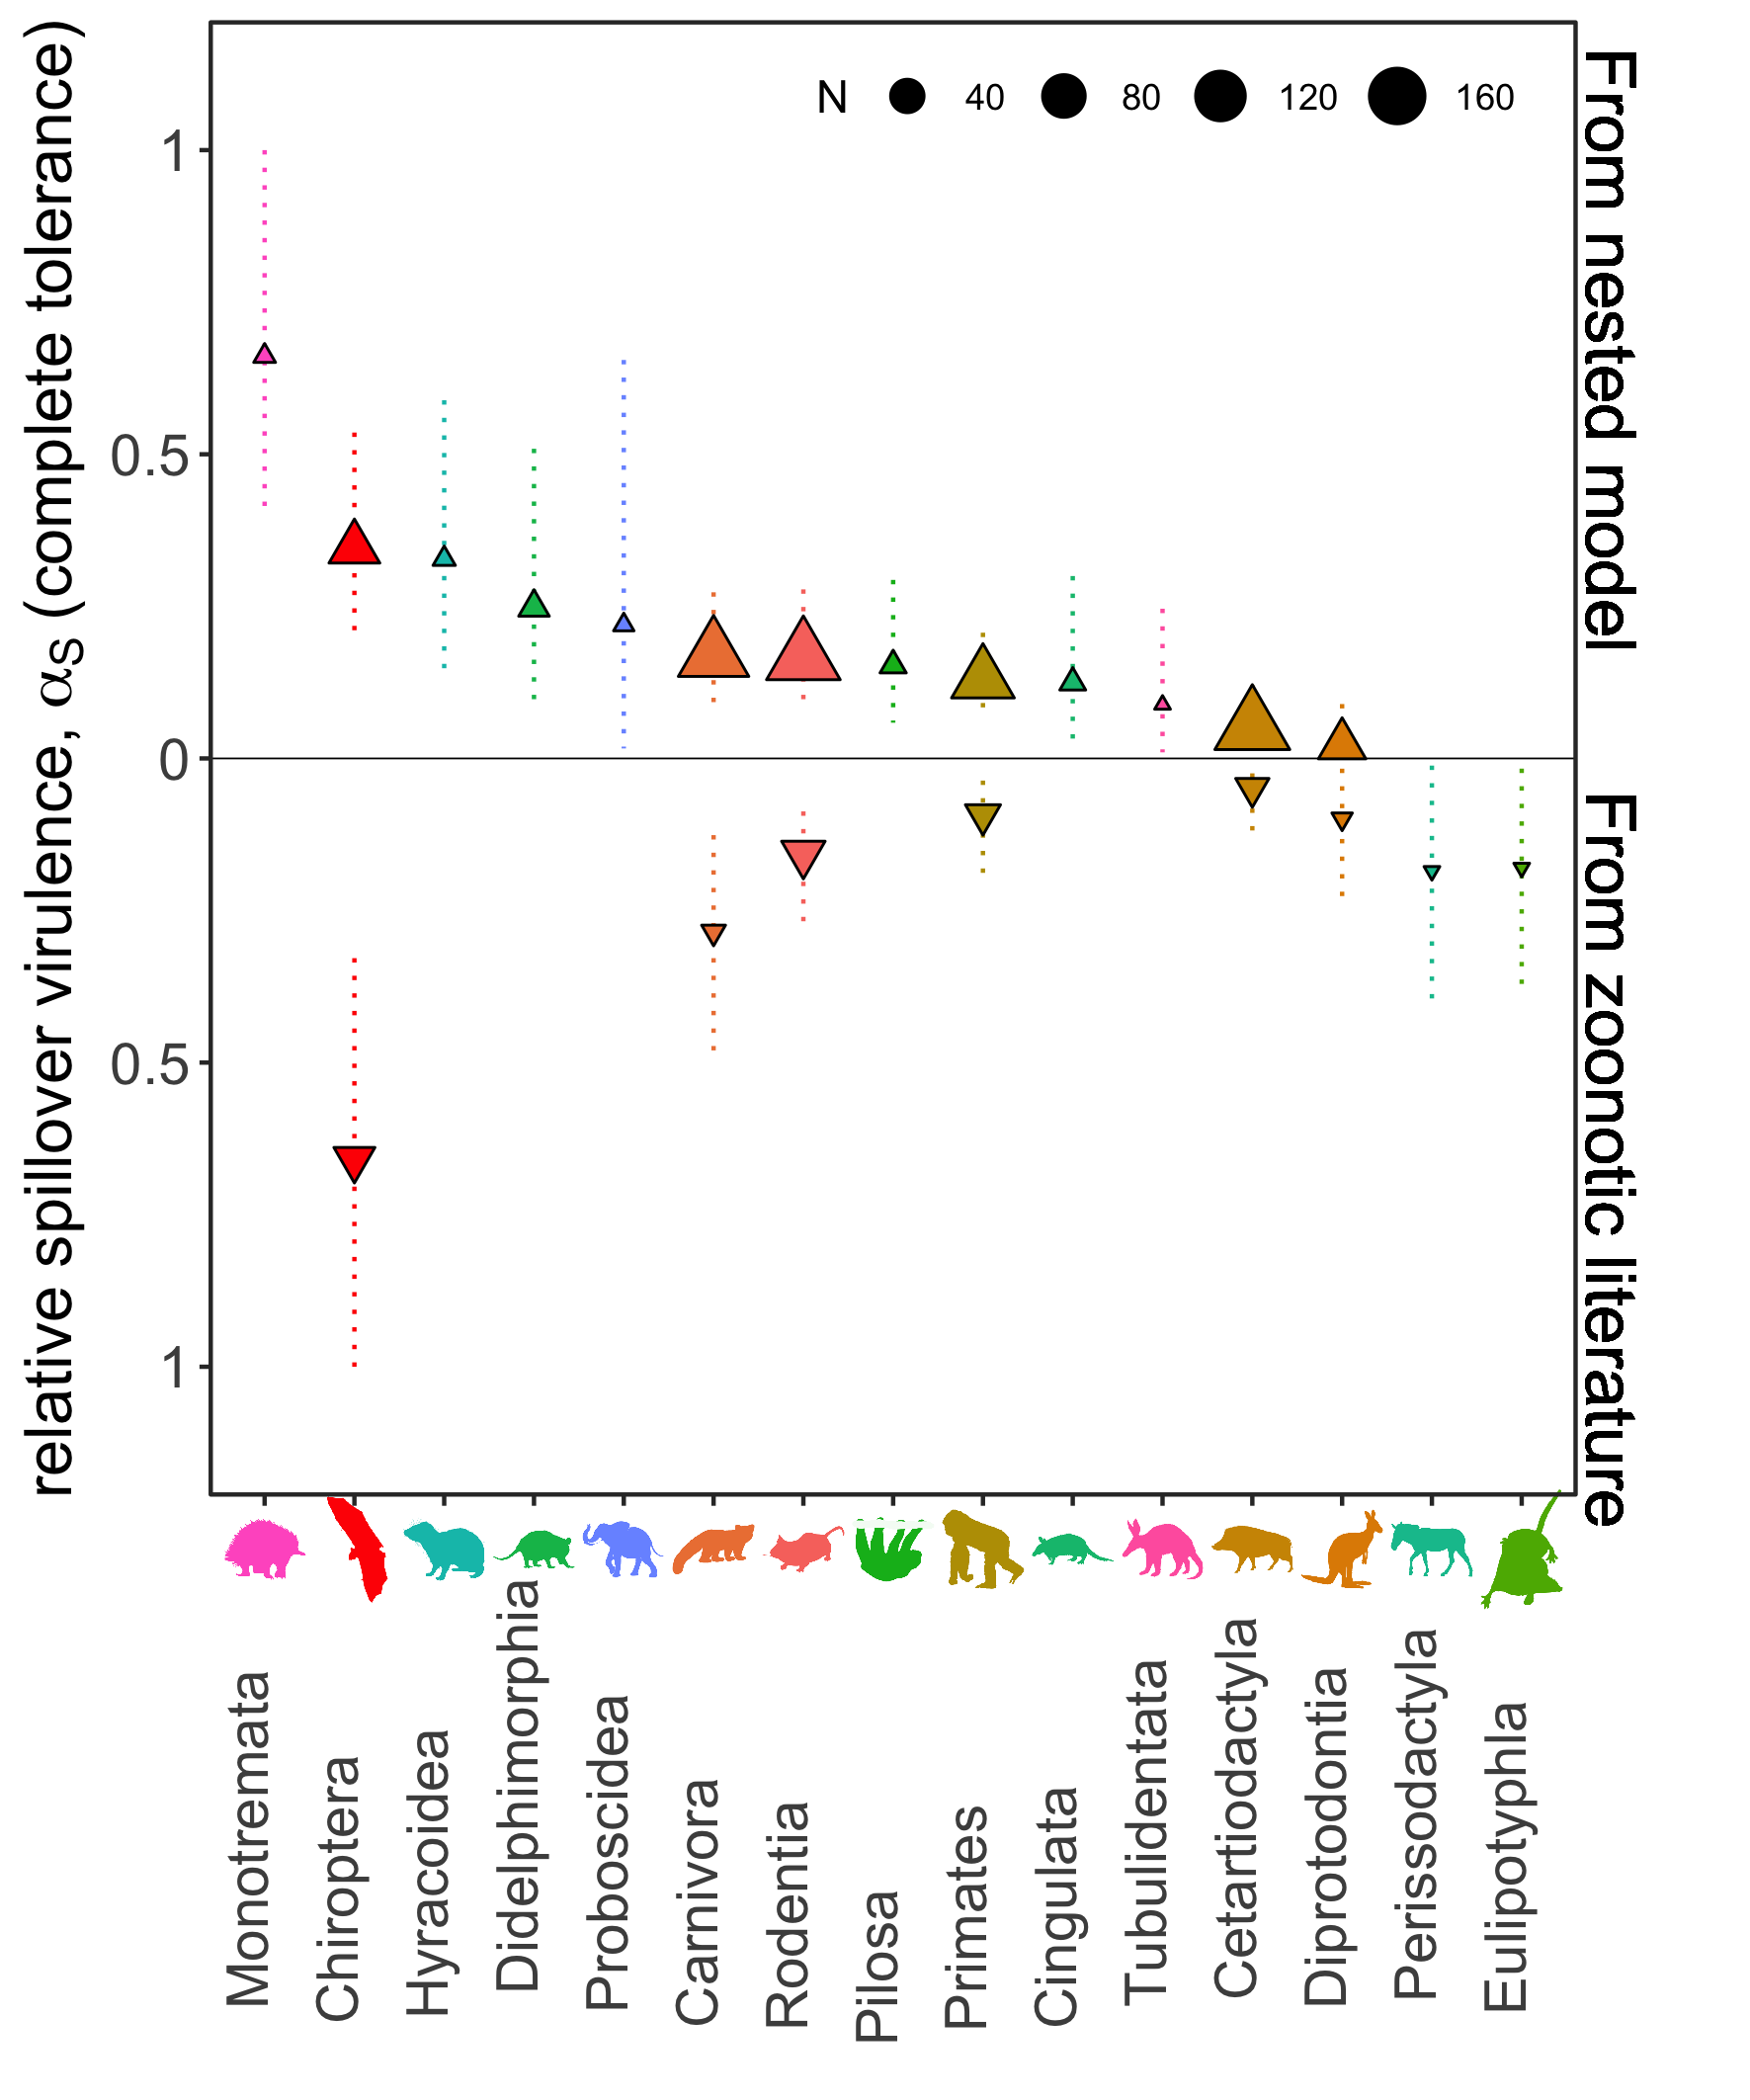 relative spillover virulence, αS (complete tolerance)
N 40 80 120 160
1
0.5
0
0.5
1
From nested model
From zoonotic literature
Monotremata
Chiroptera
Hyracoidea
Didelphimorphia
Proboscidea
Carnivora
Rodentia
Pilosa
Primates
Cingulata
Tubulidentata
Cetartiodactyla
Diprotodontia
Perissodactyla
Eulipotyphla